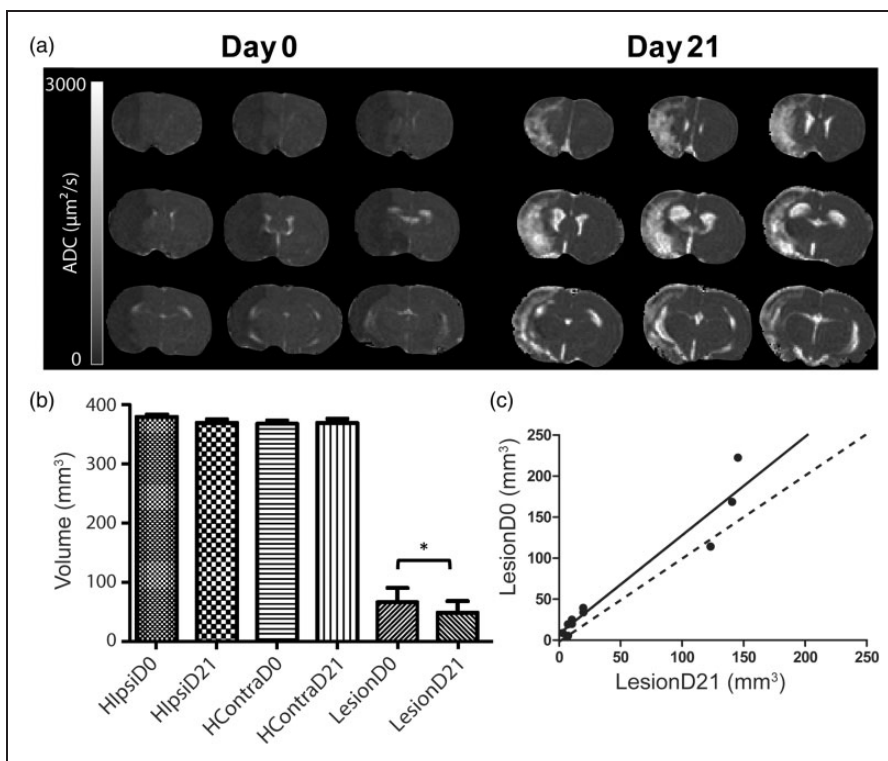 (a)
Day 0
Day 21
3000
ADC (µm²/s)
0
(b)
400
300
200
100
0
Volume (mm³)
HIpsiD0
HIpsiD21
HContraD0
HContraD21
LesionD0
LesionD21
*
(c)
250
200
150
100
50
0
LesionD0 (mm³)
0 50 100 150 200 250
LesionD21 (mm³)